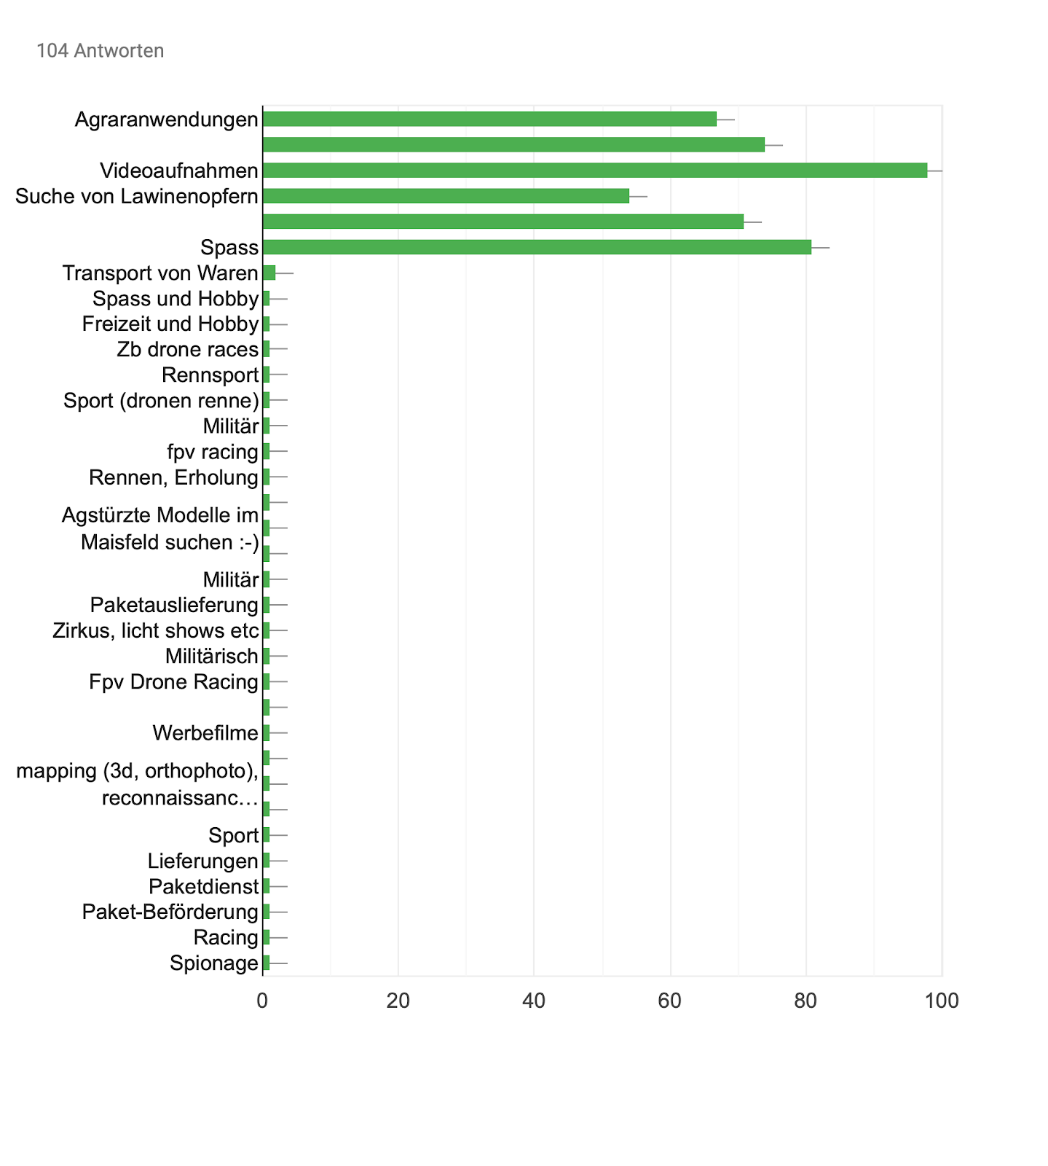 104 Antworten
Agraranwendungen
Videoaufnahmen
Suche von Lawinenopfern
Spass
Transport von Waren
Spass und Hobby
Freizeit und Hobby
Zb drone races
Rennsport
Sport (dronen renne)
Militär
fpv racing
Rennen, Erholung
Agstürzte Modelle im
Maisfeld suchen :-)
Militär
Paketauslieferung
Zirkus, licht shows etc
Militärisch
Fpv Drone Racing
Werbefilme
mapping (3d, orthophoto),
reconnaissanc…
Sport
Lieferungen
Paketdienst
Paket-Beförderung
Racing
Spionage
0 20 40 60 80 100